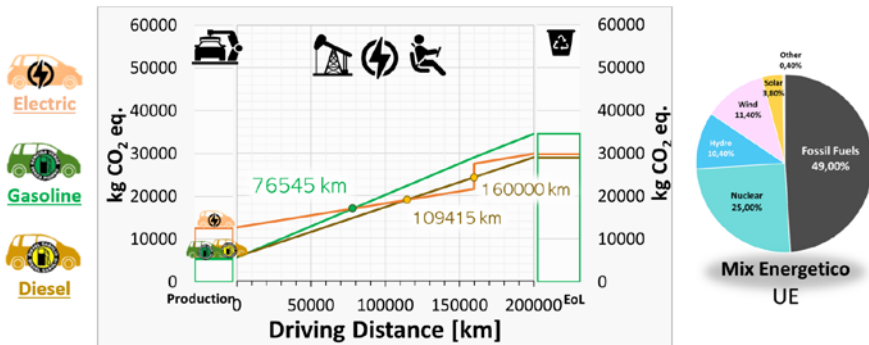 Electric
Gasoline
Diesel
60000
50000
40000
30000
20000
10000
0
kg CO2 eq.
76545 km
109415 km
160000 km
60000
50000
40000
30000
20000
10000
0
kg CO2 eq.
Production
0
50000
100000
150000
200000
EoL
Driving Distance [km]
Other
0,40%
Solar
3,80%
Wind
11,40%
Hydro
10,40%
Nuclear
25,00%
Fossil Fuels
49,00%
Mix Energetico
UE